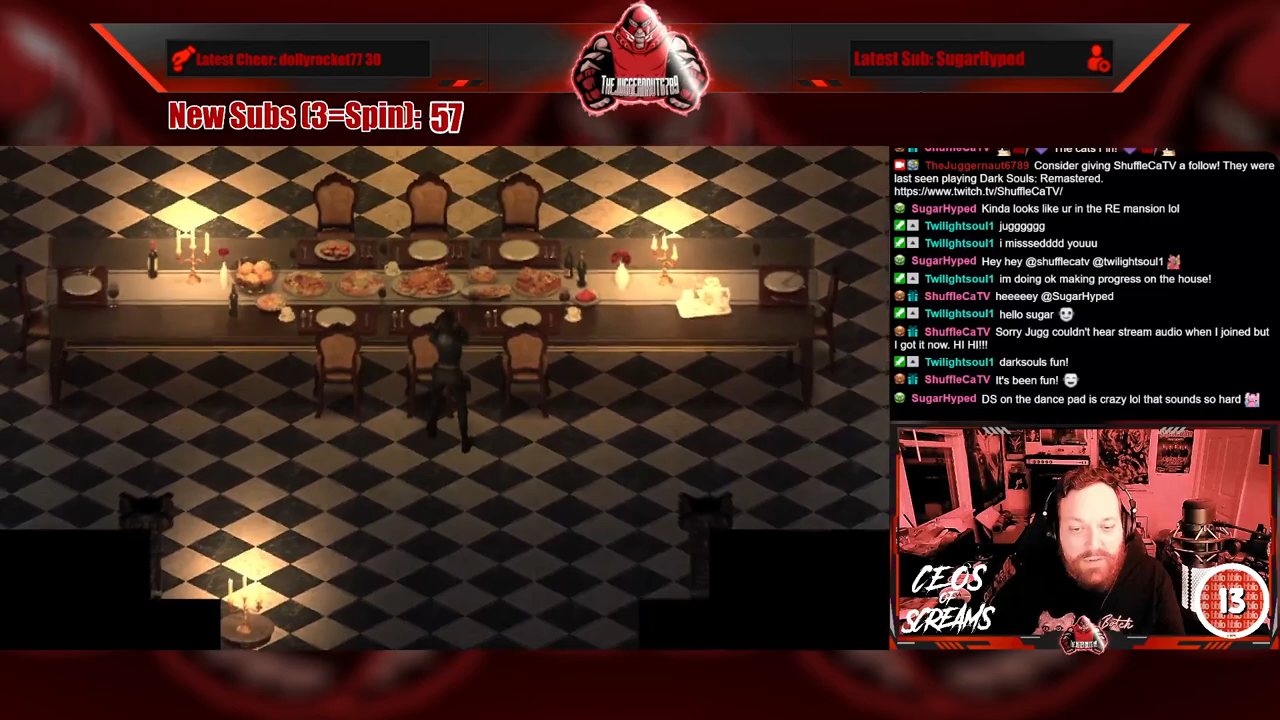 Latest Cheer: dollyrocket77 30
THEJUGGERNAUT6789
Latest Sub: SugarHyped
New Subs (3=Spin): 57
ShuffleCaTV The cats I in!
TheJuggernaut6789 Consider giving ShuffleCaTV a follow! They were
last seen playing Dark Souls: Remastered.
https://www.twitch.tv/ShuffleCaTV/
SugarHyped Kinda looks like ur in the RE mansion lol
Twilightsoul1 jugggggg
Twilightsoul1 i misssedddd youuu
SugarHyped Hey hey @shufflecatv @twilightsoul1
Twilightsoul1 im doing ok making progress on the house!
ShuffleCaTV heeeeey @SugarHyped
Twilightsoul1 hello sugar
ShuffleCaTV Sorry Jugg couldn't hear stream audio when I joined but
I got it now. HI HI!!!
Twilightsoul1 darksouls fun!
ShuffleCaTV It's been fun!
SugarHyped DS on the dance pad is crazy lol that sounds so hard
CEOS
OF
SCREAMS
13